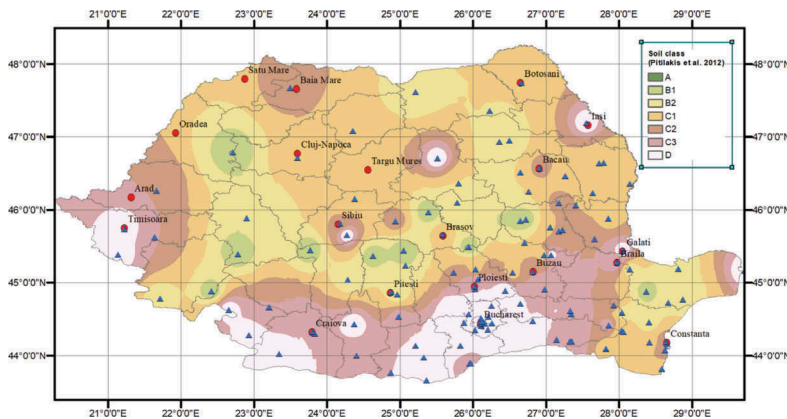 21°0'0"E 22°0'0"E 23°0'0"E 24°0'0"E 25°0'0"E 26°0'0"E 27°0'0"E 28°0'0"E 29°0'0"E
48°0'0"N
47°0'0"N
46°0'0"N
45°0'0"N
44°0'0"N
Satu Mare
Baia Mare
Botosani
Oradea
Iasi
Cluj-Napoca
Targu Mures
Bacau
Arad
Timisoara
Sibiu
Brasov
Galati
Braila
Buzau
Ploiesti
Pitesti
Craiova
Bucharest
Constanta
Soil class
(Pitilakis et al. 2012)
A
B1
B2
C1
C2
C3
D
48°0'0"N
47°0'0"N
46°0'0"N
45°0'0"N
44°0'0"N
21°0'0"E 22°0'0"E 23°0'0"E 24°0'0"E 25°0'0"E 26°0'0"E 27°0'0"E 28°0'0"E 29°0'0"E